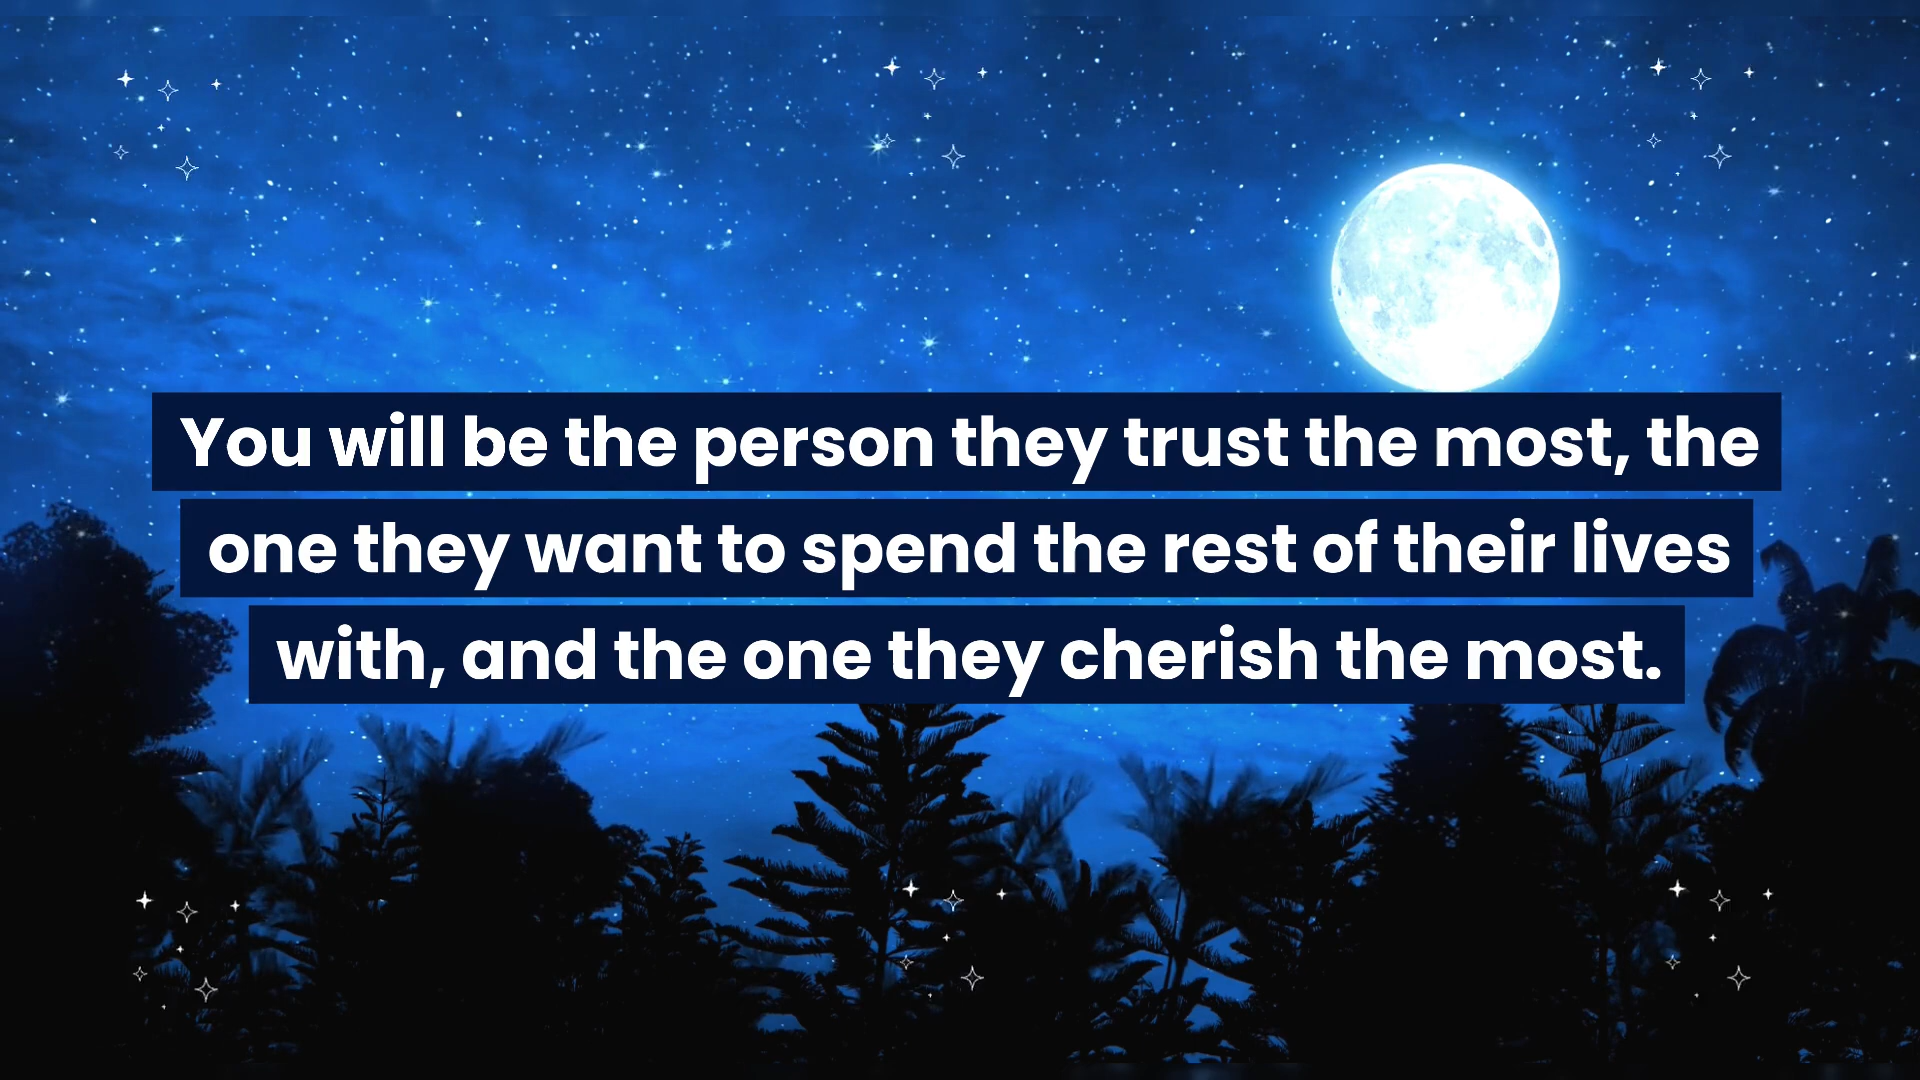 You will be the person they trust the most, the
one they want to spend the rest of their lives
with, and the one they cherish the most.